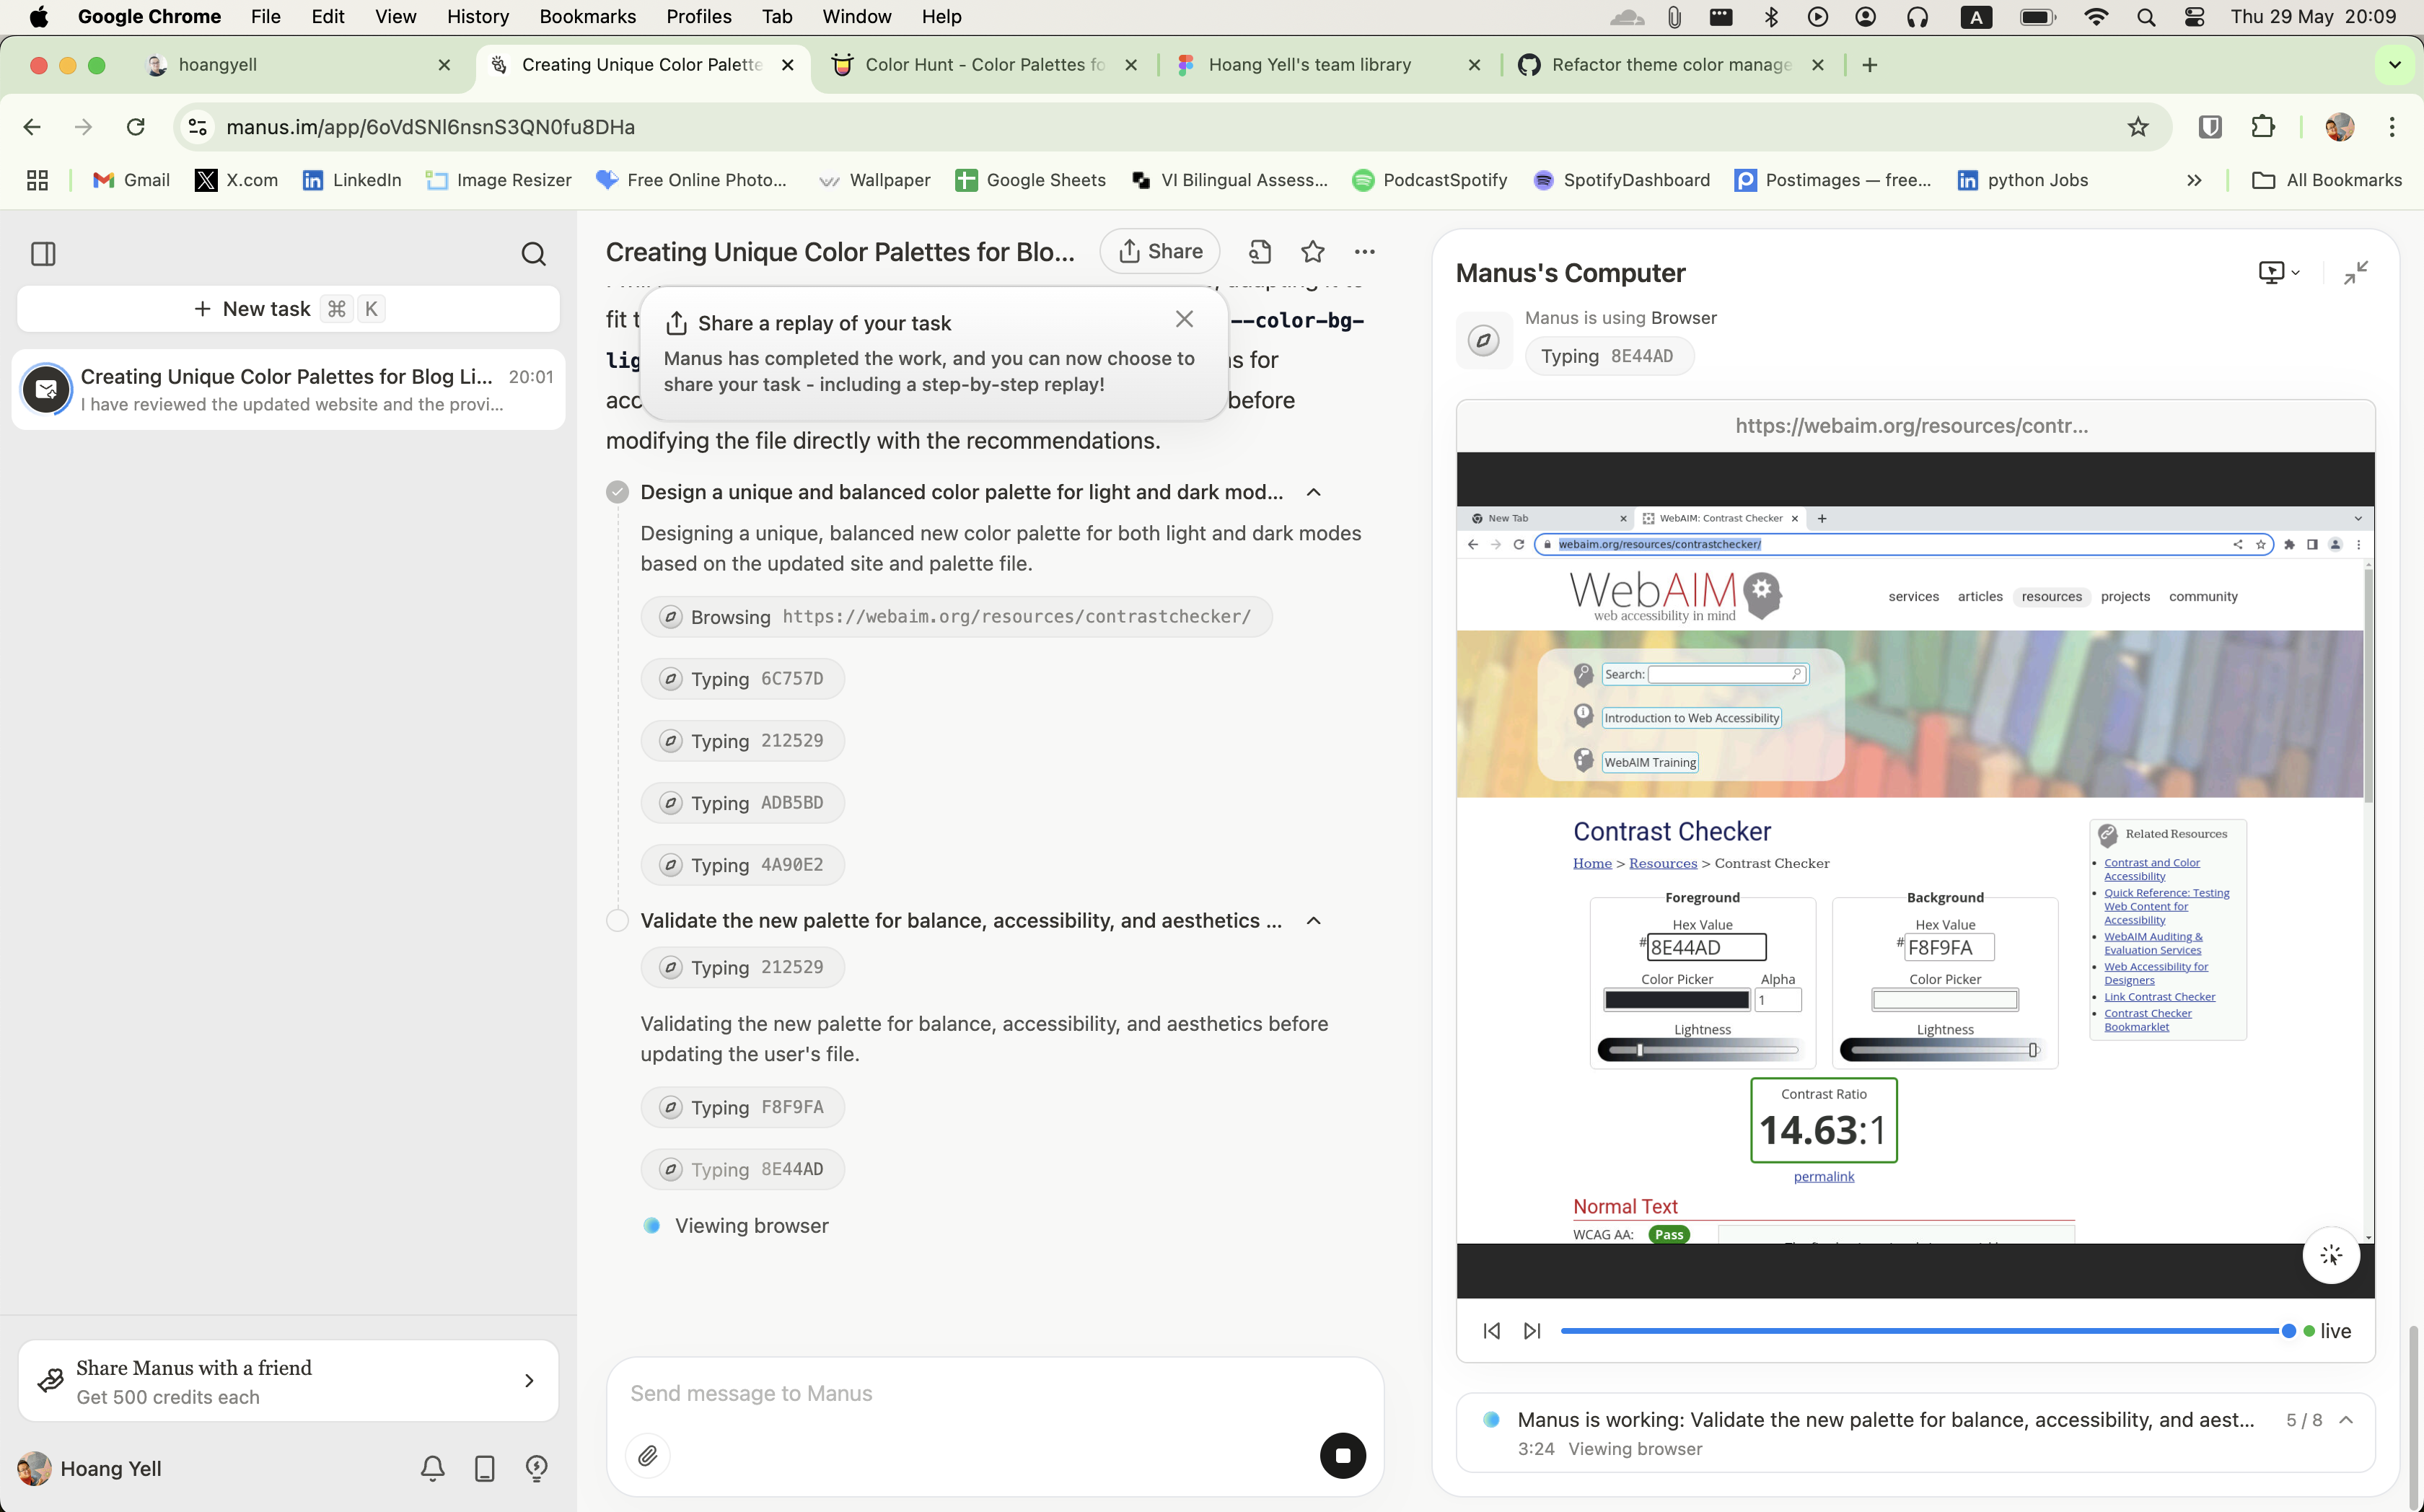 Google Chrome File Edit View History Bookmarks Profiles Tab Window Help
A
Thu 29 May 20:09
hoangyell
Creating Unique Color Palette
Color Hunt - Color Palettes fo
Hoang Yell's team library
Refactor theme color manage
manus.im/app/6oVdSNl6nsnS3QN0fu8DHa
Gmail
X.com
LinkedIn
Image Resizer
Free Online Photo...
Wallpaper
Google Sheets
VI Bilingual Assess...
PodcastSpotify
SpotifyDashboard
Postimages — free...
python Jobs
All Bookmarks
New task ⌘ K
Creating Unique Color Palettes for Blog Li... 20:01
I have reviewed the updated website and the provi...
Share Manus with a friend
Get 500 credits each
Hoang Yell
Creating Unique Color Palettes for Blo...
Share
fit
--color-bg-
Share a replay of your task
Manus has completed the work, and you can now choose to
share your task - including a step-by-step replay!
for
before
modifying the file directly with the recommendations.
Design a unique and balanced color palette for light and dark mod...
Designing a unique, balanced new color palette for both light and dark modes
based on the updated site and palette file.
Browsing https://webaim.org/resources/contrastchecker/
Typing 6C757D
Typing 212529
Typing ADB5BD
Typing 4A90E2
Validate the new palette for balance, accessibility, and aesthetics ...
Typing 212529
Validating the new palette for balance, accessibility, and aesthetics before
updating the user's file.
Typing F8F9FA
Typing 8E44AD
Viewing browser
Send message to Manus
Manus's Computer
Manus is using Browser
Typing 8E44AD
https://webaim.org/resources/contr...
New Tab
WebAIM: Contrast Checker
webaim.org/resources/contrastchecker/
WebAIM
web accessibility in mind
services articles resources projects community
Search:
Introduction to Web Accessibility
WebAIM Training
Contrast Checker
Home > Resources > Contrast Checker
Foreground
Hex Value
#8E44AD
Color Picker Alpha
1
Lightness
Background
Hex Value
#F8F9FA
Color Picker
Lightness
Related Resources
Contrast and Color
Accessibility
Quick Reference: Testing
Web Content for
Accessibility
WebAIM Auditing &
Evaluation Services
Web Accessibility for
Designers
Link Contrast Checker
Contrast Checker
Bookmarklet
Contrast Ratio
14.63:1
permalink
Normal Text
WCAG AA: Pass
live
Manus is working: Validate the new palette for balance, accessibility, and aest... 5 / 8
3:24 Viewing browser